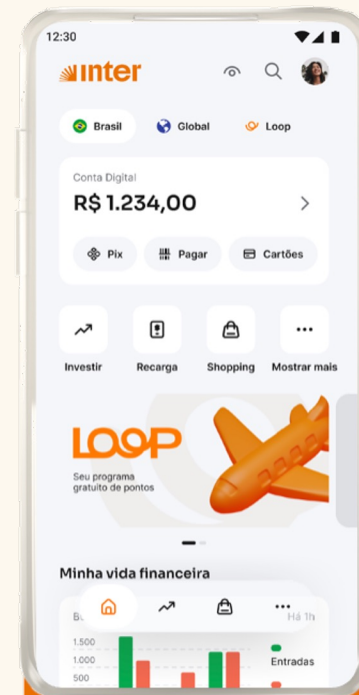 12:30
inter
Brasil Global Loop
Conta Digital
R$ 1.234,00
Pix Pagar Cartões
Investir Recarga Shopping Mostrar mais
LOOP
Seu programa
gratuito de pontos
Minha vida financeira
Há 1h
1.500
1.000
Entradas
500